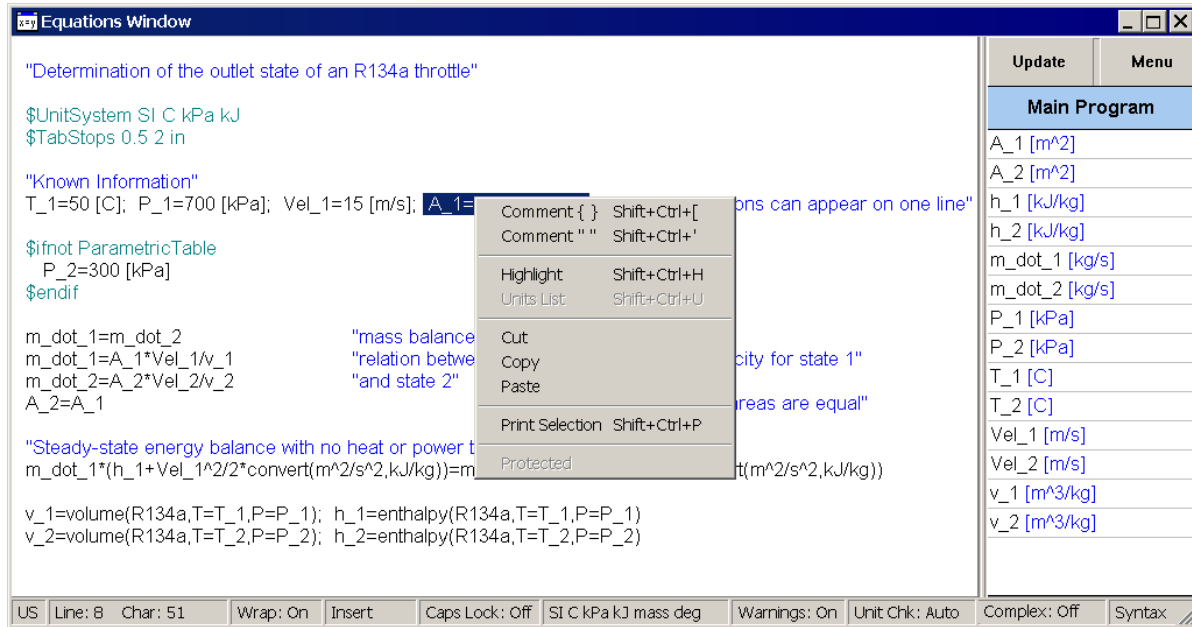 x=y Equations Window
"Determination of the outlet state of an R134a throttle"
$UnitSystem SI C kPa kJ
$TabStops 0.5 2 in
"Known Information"
T_1=50 [C]; P_1=700 [kPa]; Vel_1=15 [m/s]; A_1= ons can appear on one line"
$ifnot ParametricTable
P_2=300 [kPa]
$endif
m_dot_1=m_dot_2 "mass balance
m_dot_1=A_1*Vel_1/v_1 "relation betwe city for state 1"
m_dot_2=A_2*Vel_2/v_2 "and state 2"
A_2=A_1 reas are equal"
"Steady-state energy balance with no heat or power t
m_dot_1*(h_1+Vel_1^2/2*convert(m^2/s^2,kJ/kg))=m t(m^2/s^2,kJ/kg))
v_1=volume(R134a,T=T_1,P=P_1); h_1=enthalpy(R134a,T=T_1,P=P_1)
v_2=volume(R134a,T=T_2,P=P_2); h_2=enthalpy(R134a,T=T_2,P=P_2)
Comment { } Shift+Ctrl+[
Comment " " Shift+Ctrl+'
Highlight Shift+Ctrl+H
Units List Shift+Ctrl+U
Cut
Copy
Paste
Print Selection Shift+Ctrl+P
Protected
Update Menu
Main Program
A_1 [m^2]
A_2 [m^2]
h_1 [kJ/kg]
h_2 [kJ/kg]
m_dot_1 [kg/s]
m_dot_2 [kg/s]
P_1 [kPa]
P_2 [kPa]
T_1 [C]
T_2 [C]
Vel_1 [m/s]
Vel_2 [m/s]
v_1 [m^3/kg]
v_2 [m^3/kg]
US Line: 8 Char: 51 Wrap: On Insert Caps Lock: Off SI C kPa kJ mass deg Warnings: On Unit Chk: Auto Complex: Off Syntax